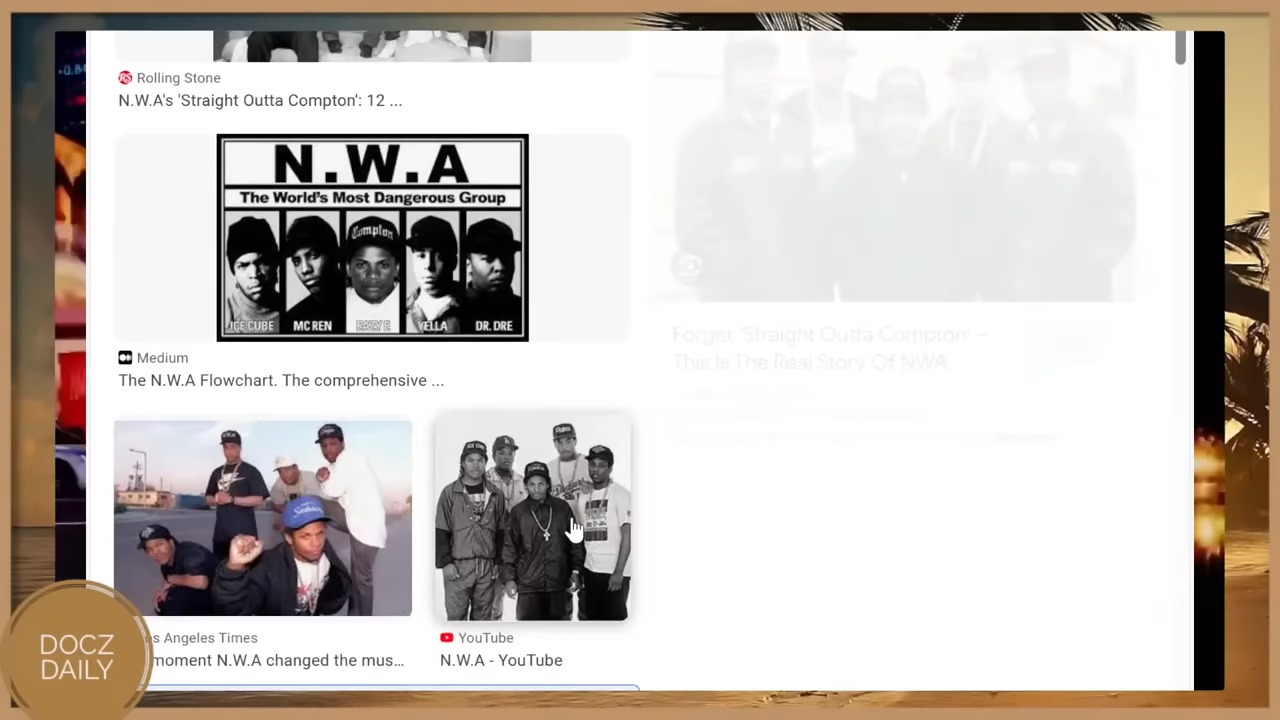 Rolling Stone
N.W.A's 'Straight Outta Compton': 12 ...
N.W.A
The World's Most Dangerous Group
Compton
ICE CUBE MC REN EAZY E YELLA DR. DRE
Medium
The N.W.A Flowchart. The comprehensive ...
Forget 'Straight Outta Compton' –
This Is The Real Story Of NWA
os Angeles Times
moment N.W.A changed the mus...
YouTube
N.W.A - YouTube
DOCZ
DAILY